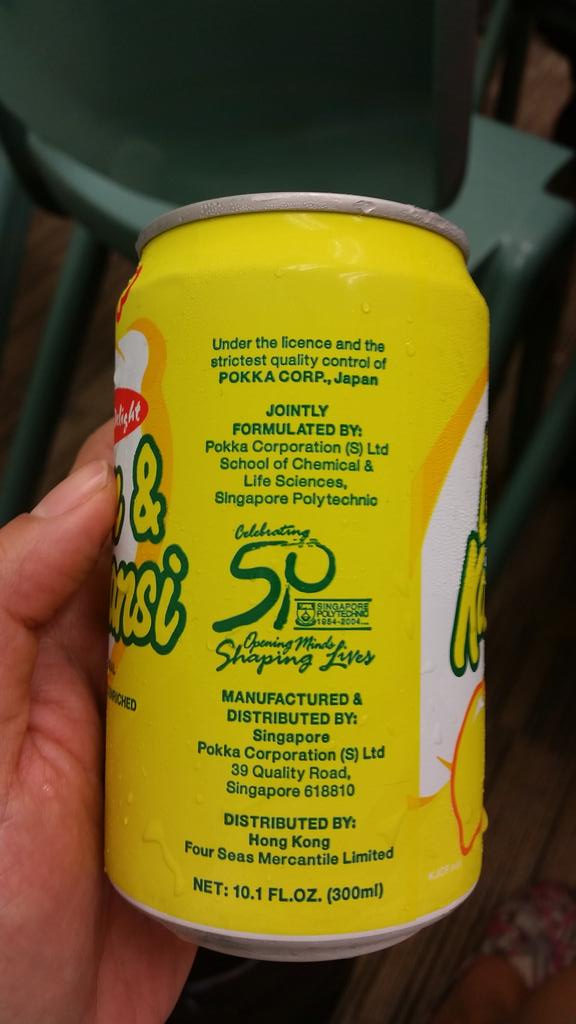 Under the licence and the
strictest quality control of
POKKA CORP., Japan
JOINTLY
FORMULATED BY:
Pokka Corporation (S) Ltd
School of Chemical &
Life Sciences,
Singapore Polytechnic
Celebrating
50
SINGAPORE
POLYTECHNIC
1954-2004...
Opening Minds
Shaping Lives
MANUFACTURED &
DISTRIBUTED BY:
Singapore
Pokka Corporation (S) Ltd
39 Quality Road,
Singapore 618810
DISTRIBUTED BY:
Hong Kong
Four Seas Mercantile Limited
NET: 10.1 FL.OZ. (300ml)
&